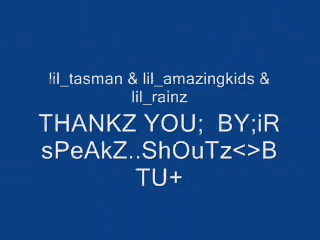 lil_tasman & lil_amazingkids &
lil_rainz
THANKZ YOU;  BY;iR
sPeAkZ..ShOuTz<>B
TU+